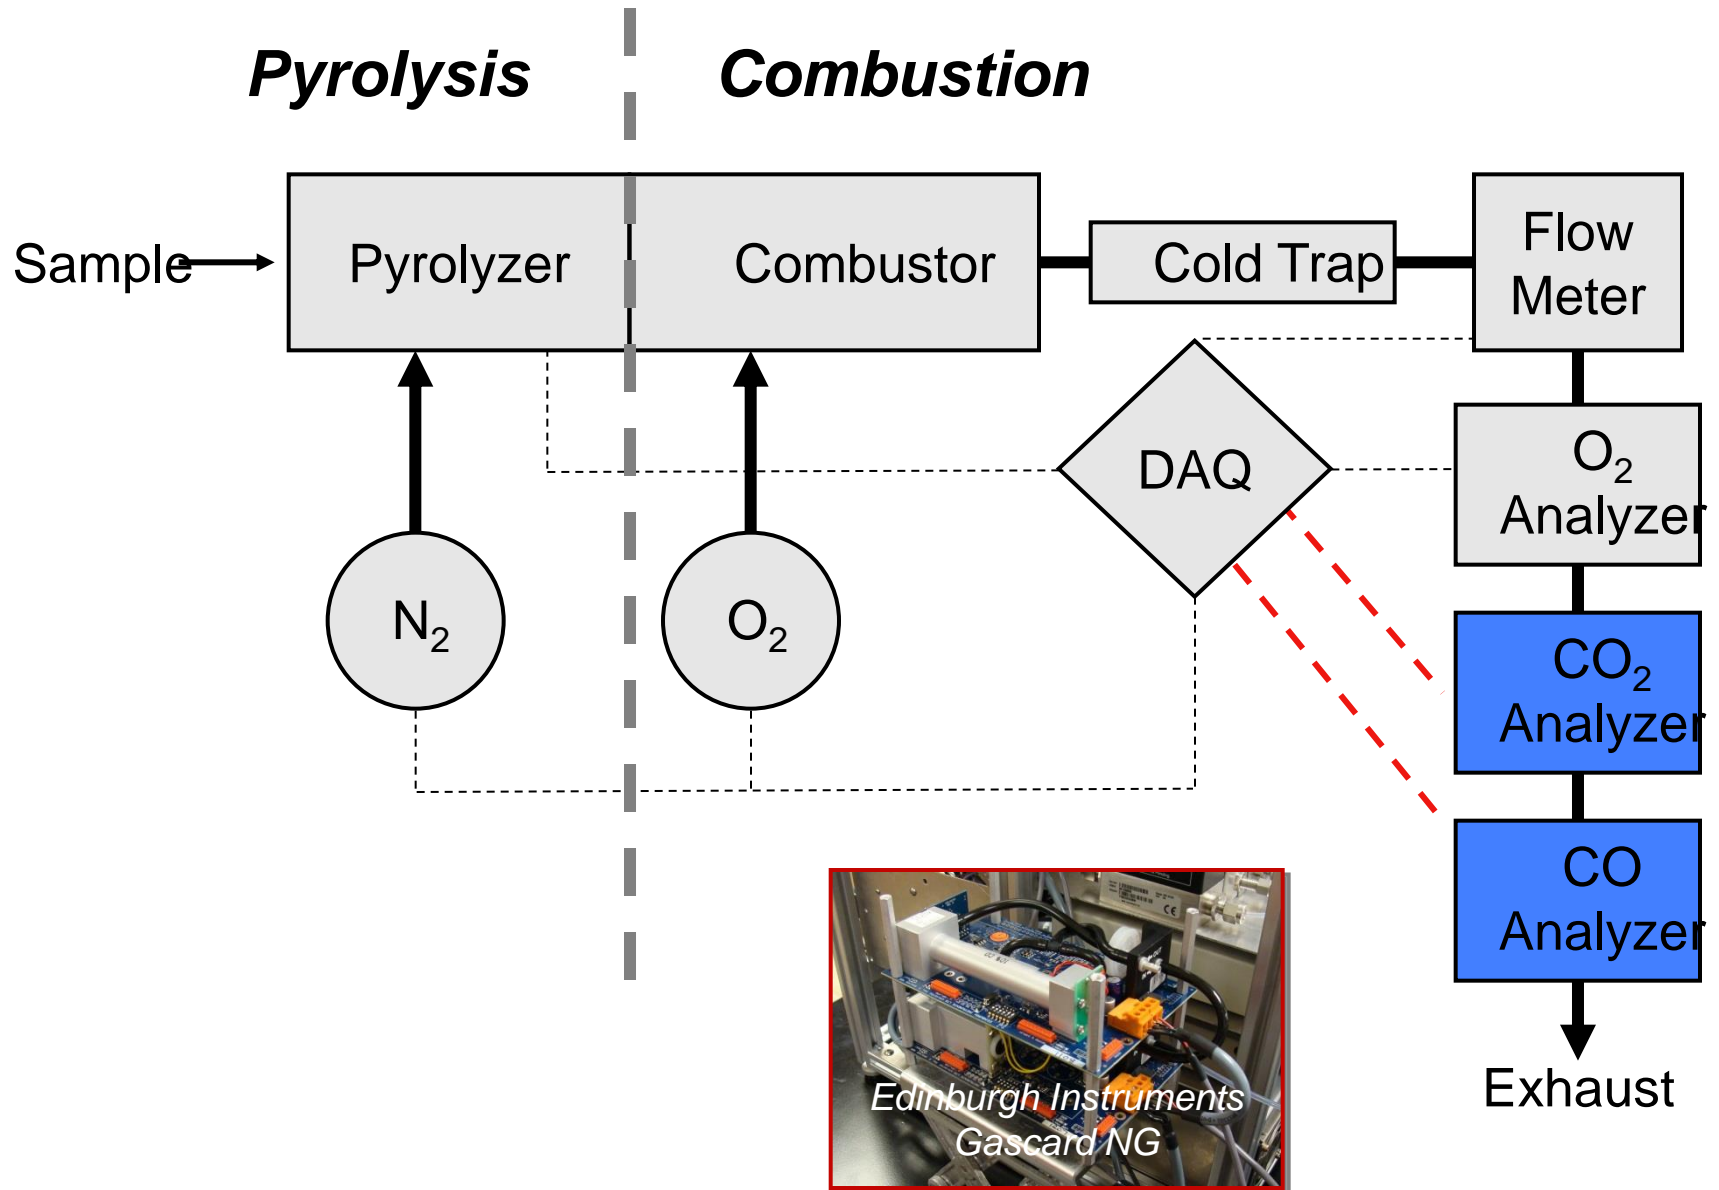 Pyrolysis
Combustion
Sample
Pyrolyzer
Combustor
Cold Trap
Flow
Meter
DAQ
O₂
Analyzer
N₂
O₂
CO₂
Analyzer
CO
Analyzer
Exhaust
Edinburgh Instruments
Gascard NG